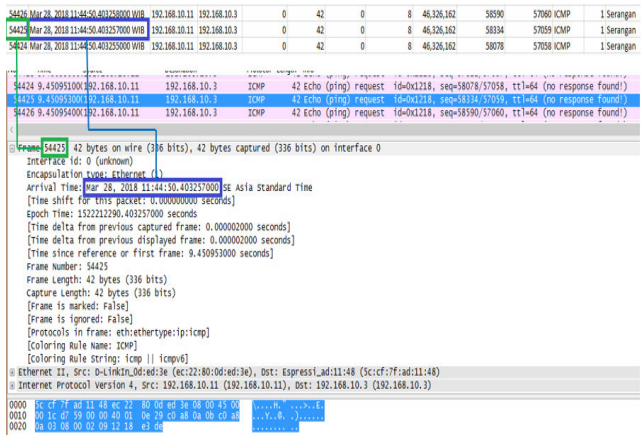 54426 Mar 28, 2018 11:44:50.403258000 WIB 192.168.10.11 192.168.10.3 0 42 0 8 46,326,162 58590 57060 ICMP 1 Serangan
54425 Mar 28, 2018 11:44:50.403257000 WIB 192.168.10.11 192.168.10.3 0 42 0 8 46,326,162 58334 57059 ICMP 1 Serangan
54424 Mar 28, 2018 11:44:50.403255000 WIB 192.168.10.11 192.168.10.3 0 42 0 8 46,326,162 58078 57058 ICMP 1 Serangan
54424 9.45095100(192.168.10.11 192.168.10.3 ICMP 42 Echo (ping) request id=0x1218, seq=58078/57058, ttl=64 (no response found!)
54425 9.45095300(192.168.10.11 192.168.10.3 ICMP 42 Echo (ping) request id=0x1218, seq=58334/57059, ttl=64 (no response found!)
54426 9.45095400(192.168.10.11 192.168.10.3 ICMP 42 Echo (ping) request id=0x1218, seq=58590/57060, ttl=64 (no response found!)
Frame 54425: 42 bytes on wire (336 bits), 42 bytes captured (336 bits) on interface 0
Interface id: 0 (unknown)
Encapsulation type: Ethernet (1)
Arrival Time: Mar 28, 2018 11:44:50.403257000 SE Asia Standard Time
[Time shift for this packet: 0.000000000 seconds]
Epoch Time: 1522212290.403257000 seconds
[Time delta from previous captured frame: 0.000002000 seconds]
[Time delta from previous displayed frame: 0.000002000 seconds]
[Time since reference or first frame: 9.450953000 seconds]
Frame Number: 54425
Frame Length: 42 bytes (336 bits)
Capture Length: 42 bytes (336 bits)
[Frame is marked: False]
[Frame is ignored: False]
[Protocols in frame: eth:ethertype:ip:icmp]
[Coloring Rule Name: ICMP]
[Coloring Rule String: icmp || icmpv6]
Ethernet II, Src: D-LinkIn_0d:ed:3e (ec:22:80:0d:ed:3e), Dst: Espressi_ad:11:48 (5c:cf:7f:ad:11:48)
Internet Protocol Version 4, Src: 192.168.10.11 (192.168.10.11), Dst: 192.168.10.3 (192.168.10.3)
0000 5c cf 7f ad 11 48 ec 22 80 0d ed 3e 08 00 45 00 \....H." ...>..E.
0010 00 1c d7 59 00 00 40 01 0e 29 c0 a8 0a 0b c0 a8 ...Y..@. .)......
0020 0a 03 08 00 02 09 12 18 e3 de ........ ..